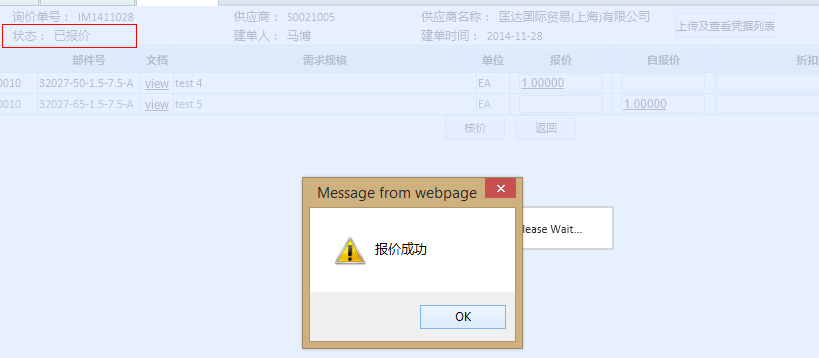 询价单号： IM1411028 供应商： S0021005 供应商名称： 匡达国际贸易(上海)有限公司
状态： 已报价 建单人： 马博 建单时间： 2014-11-28 上传及查看凭据列表
部件号 文档 需求规格 单位 报价 自报价 折扣
0010 32027-50-1.5-7.5-A view test 4 EA 1.00000
0010 32027-65-1.5-7.5-A view test 5 EA 1.00000
核价 返回
Message from webpage
lease Wait...
报价成功
OK